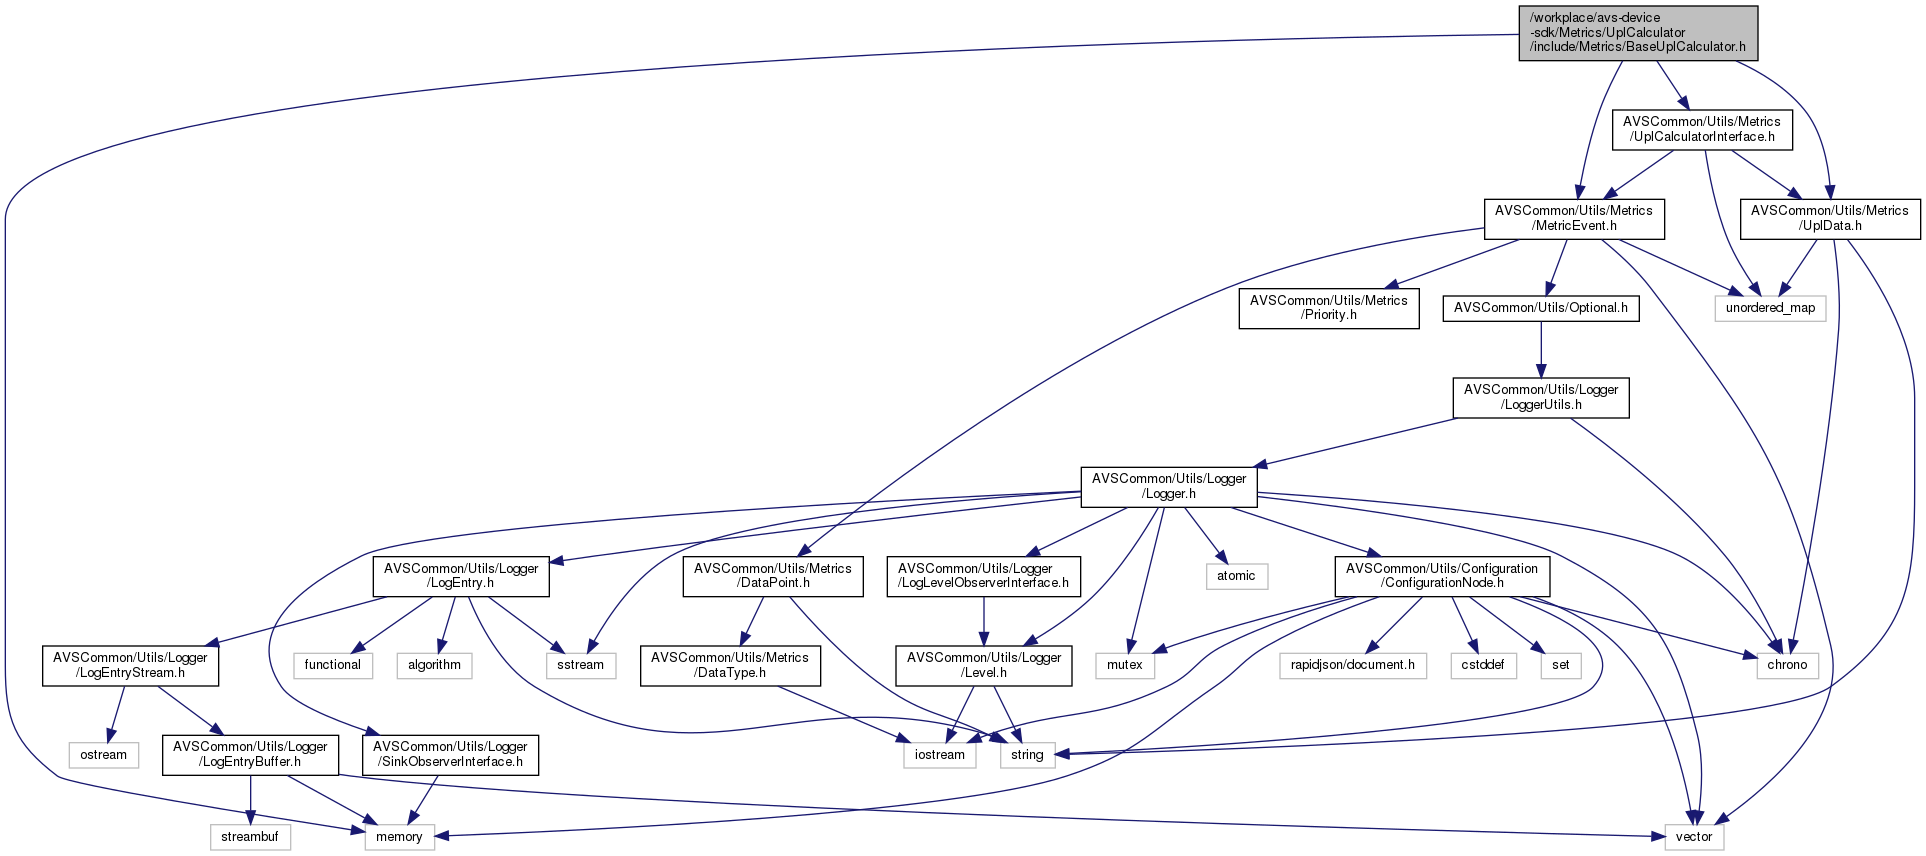 /workplace/avs-device
-sdk/Metrics/UplCalculator
/include/Metrics/BaseUplCalculator.h
AVSCommon/Utils/Metrics
/UplCalculatorInterface.h
AVSCommon/Utils/Metrics
/MetricEvent.h
AVSCommon/Utils/Metrics
/UplData.h
AVSCommon/Utils/Metrics
/Priority.h
AVSCommon/Utils/Optional.h
unordered_map
AVSCommon/Utils/Logger
/LoggerUtils.h
AVSCommon/Utils/Logger
/Logger.h
AVSCommon/Utils/Logger
/LogEntry.h
AVSCommon/Utils/Metrics
/DataPoint.h
AVSCommon/Utils/Logger
/LogLevelObserverInterface.h
atomic
AVSCommon/Utils/Configuration
/ConfigurationNode.h
AVSCommon/Utils/Logger
/LogEntryStream.h
functional
algorithm
sstream
AVSCommon/Utils/Metrics
/DataType.h
AVSCommon/Utils/Logger
/Level.h
mutex
rapidjson/document.h
cstddef
set
chrono
ostream
AVSCommon/Utils/Logger
/LogEntryBuffer.h
AVSCommon/Utils/Logger
/SinkObserverInterface.h
iostream
string
streambuf
memory
vector